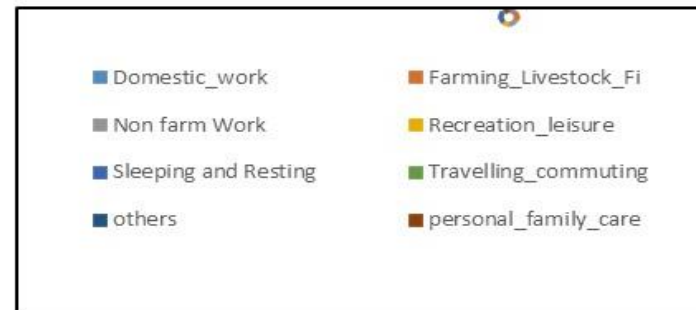 Domestic_work Farming_Livestock_Fi
Non farm Work Recreation_leisure
Sleeping and Resting Travelling_commuting
others personal_family_care